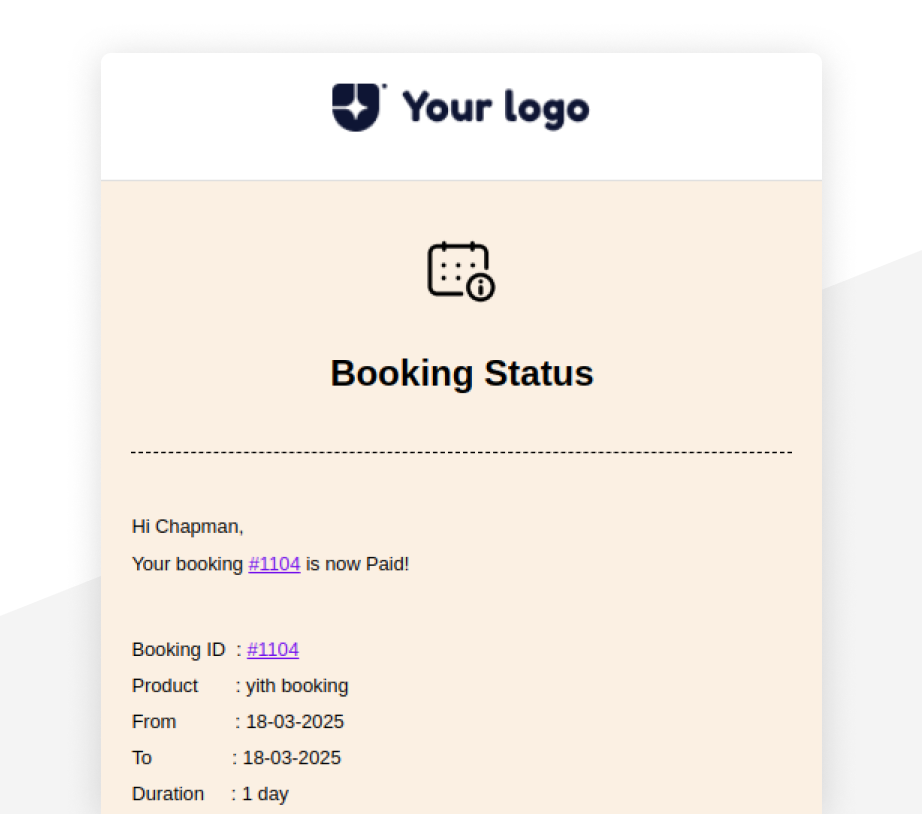 Your logo
Booking Status
Hi Chapman,
Your booking #1104 is now Paid!
Booking ID : #1104
Product : yith booking
From : 18-03-2025
To : 18-03-2025
Duration : 1 day